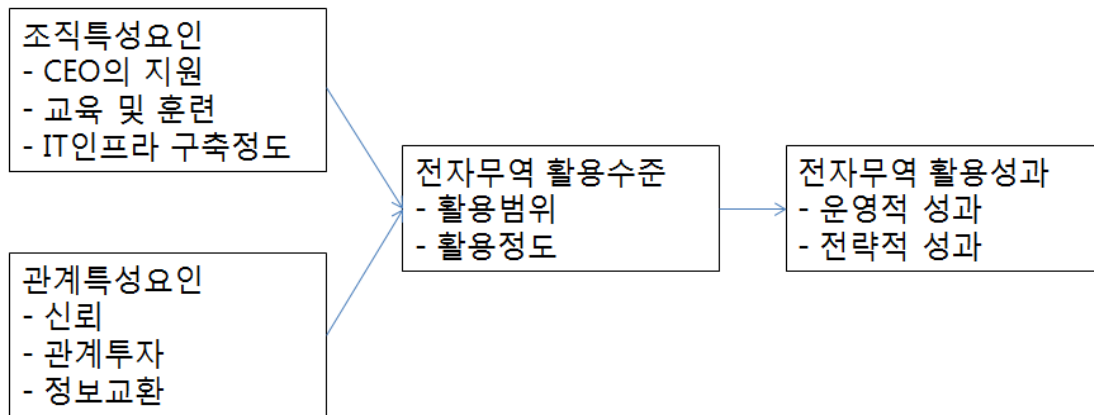 조직특성요인
- CEO의 지원
- 교육 및 훈련
- IT인프라 구축정도
관계특성요인
- 신뢰
- 관계투자
- 정보교환
전자무역 활용수준
- 활용범위
- 활용정도
전자무역 활용성과
- 운영적 성과
- 전략적 성과